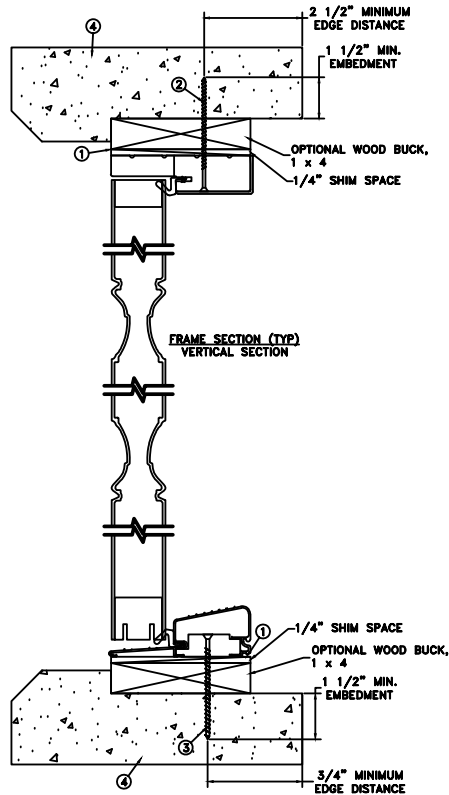 2 1/2" MINIMUM
EDGE DISTANCE
4
1 1/2" MIN.
EMBEDMENT
2
1
OPTIONAL WOOD BUCK,
1 x 4
1/4" SHIM SPACE
FRAME SECTION (TYP)
VERTICAL SECTION
1
1/4" SHIM SPACE
OPTIONAL WOOD BUCK,
1 x 4
1 1/2" MIN.
EMBEDMENT
3
4
3/4" MINIMUM
EDGE DISTANCE